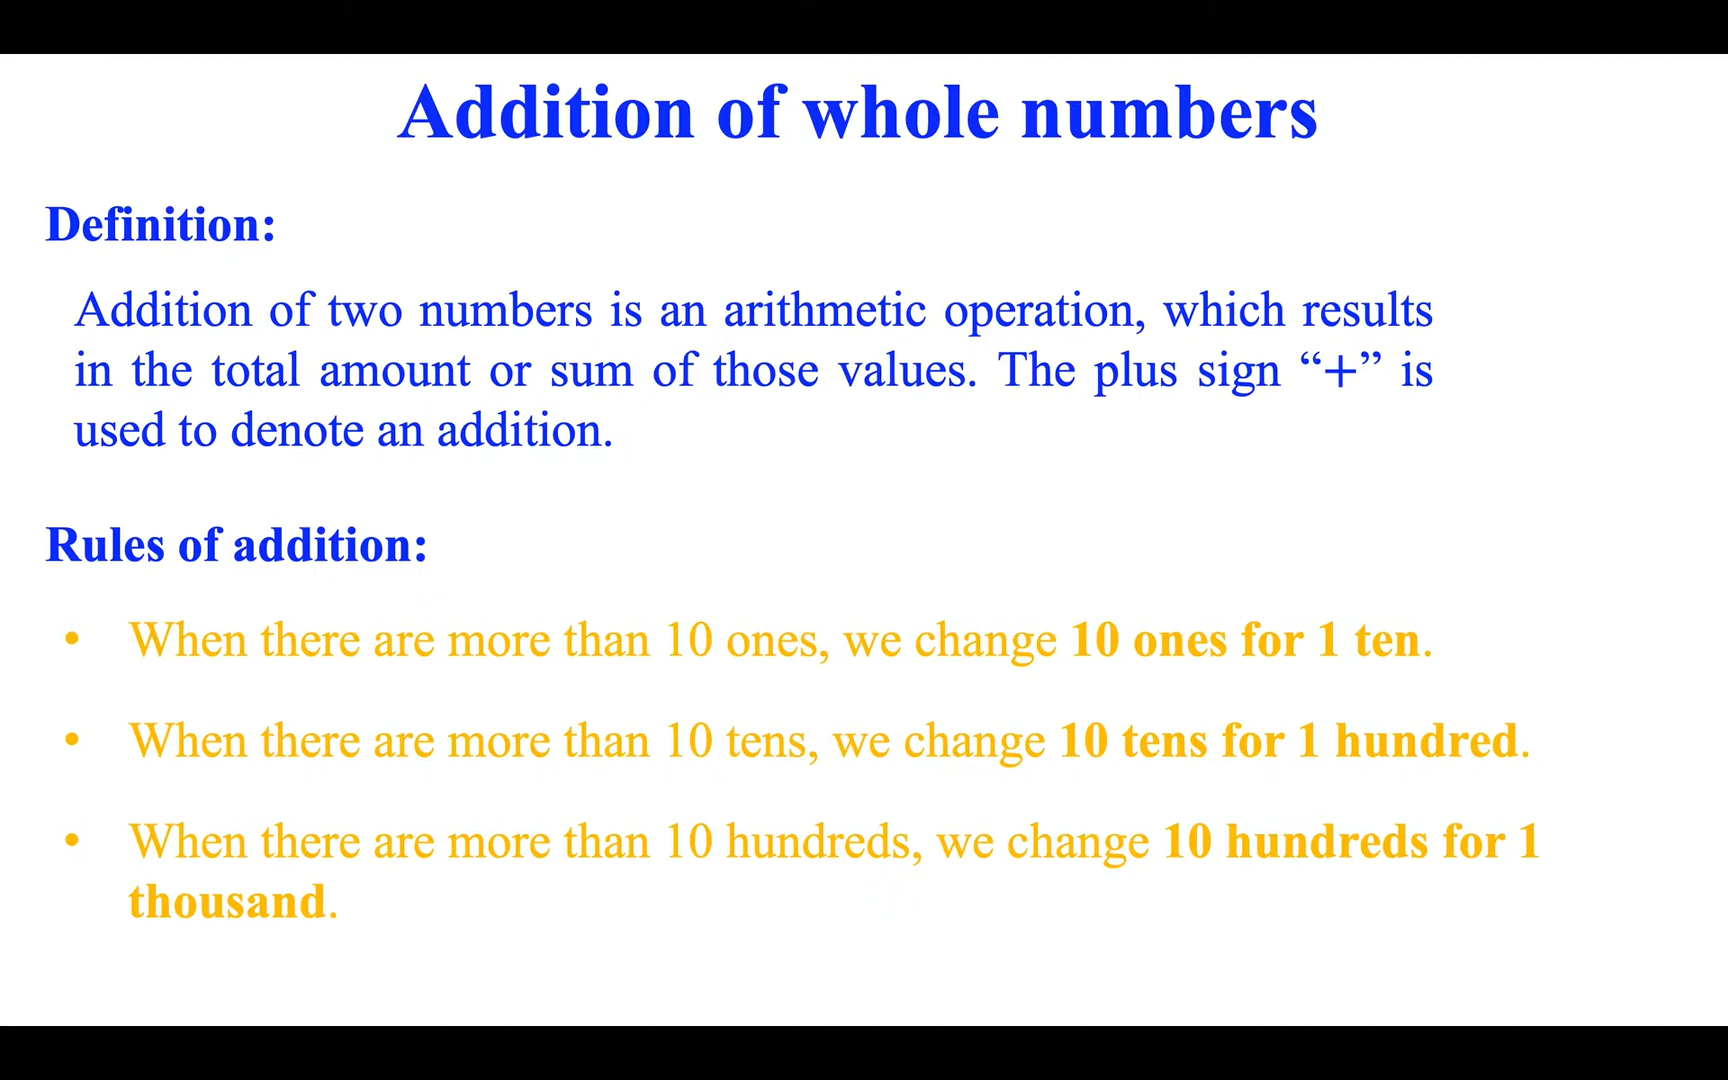 Addition of whole numbers
Definition:
Addition of two numbers is an arithmetic operation, which results
in the total amount or sum of those values. The plus sign “+” is
used to denote an addition.
Rules of addition:
• When there are more than 10 ones, we change 10 ones for 1 ten.
• When there are more than 10 tens, we change 10 tens for 1 hundred.
• When there are more than 10 hundreds, we change 10 hundreds for 1
thousand.